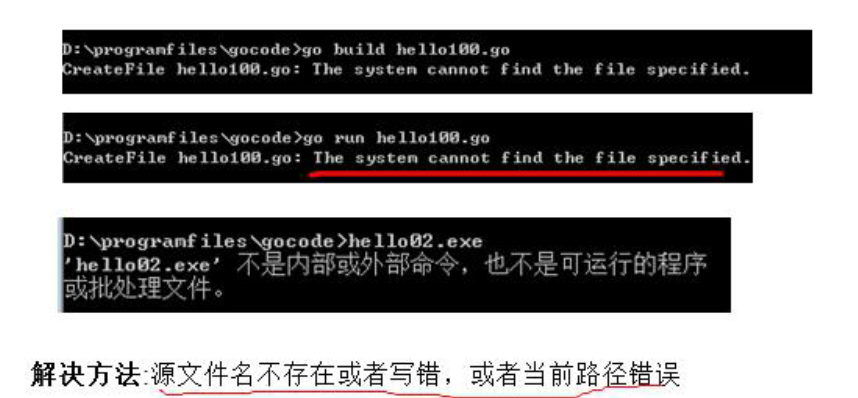 D:\programfiles\gocode>go build hello100.go
CreateFile hello100.go: The system cannot find the file specified.
D:\programfiles\gocode>go run hello100.go
CreateFile hello100.go: The system cannot find the file specified.
D:\programfiles\gocode>hello02.exe
'hello02.exe' 不是内部或外部命令，也不是可运行的程序
或批处理文件。
解决方法:源文件名不存在或者写错，或者当前路径错误